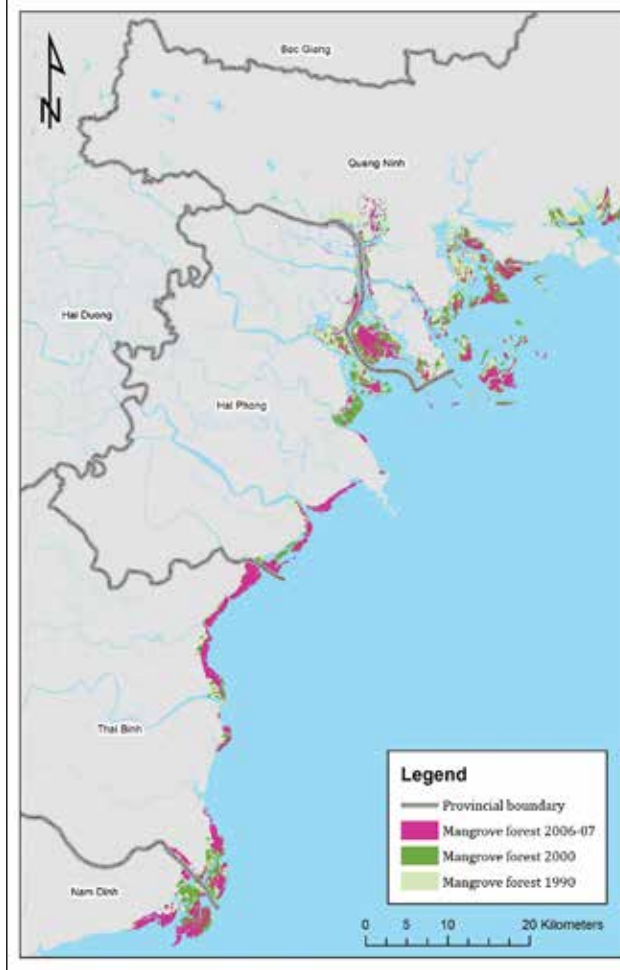 Bac Giang
N
Quang Ninh
Hai Duong
Hai Phong
Thai Binh
Nam Dinh
Legend
Provincial boundary
Mangrove forest 2006-07
Mangrove forest 2000
Mangrove forest 1990
0 5 10 20 Kilometers